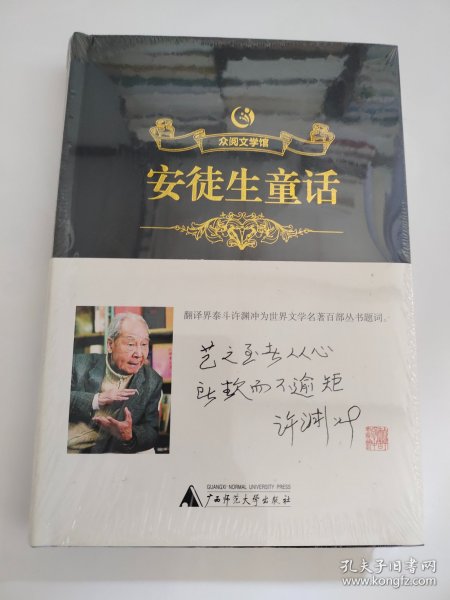 众阅文学馆
安徒生童话
翻译界泰斗许渊冲为世界文学名著百部丛书题词。
艺之至者从心
所欲而不逾矩
许渊冲
GUANGXI NORMAL UNIVERSITY PRESS
广西师范大学出版社
孔夫子旧书网
www.kongfz.com